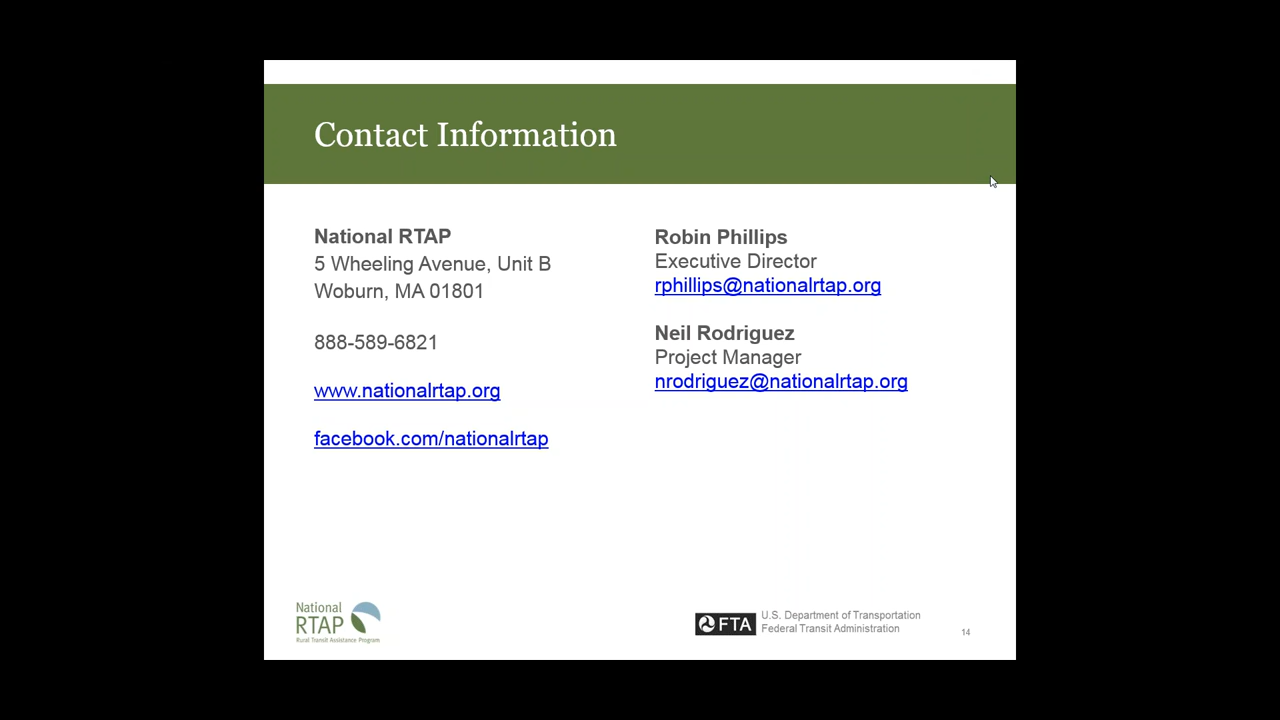 Contact Information
National RTAP
5 Wheeling Avenue, Unit B
Woburn, MA 01801
888-589-6821
www.nationalrtap.org
facebook.com/nationalrtap
Robin Phillips
Executive Director
rphillips@nationalrtap.org
Neil Rodriguez
Project Manager
nrodriguez@nationalrtap.org
National
RTAP
Rural Transit Assistance Program
FTA
U.S. Department of Transportation
Federal Transit Administration
14